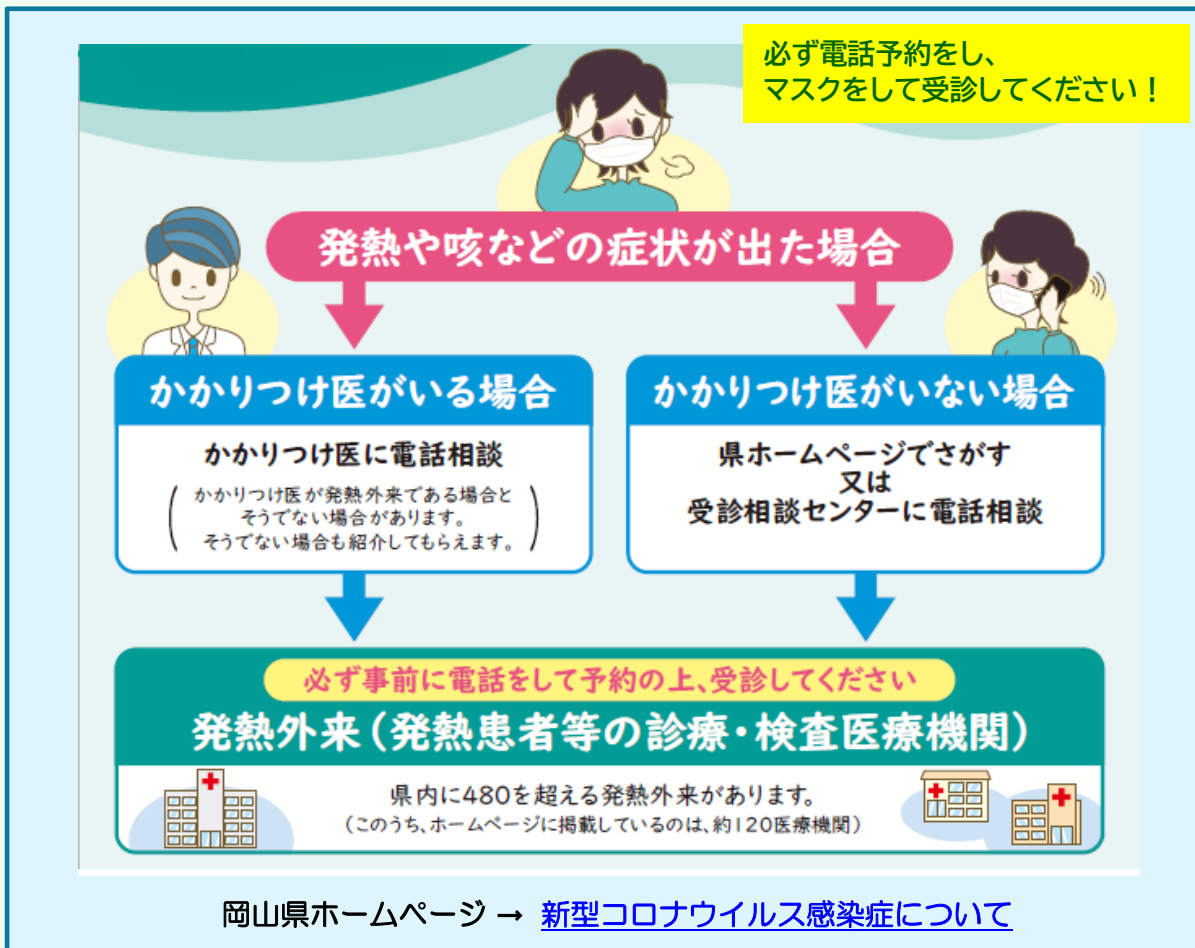 必ず電話予約をし、
マスクをして受診してください！
発熱や咳などの症状が出た場合
かかりつけ医がいる場合
かかりつけ医に電話相談
かかりつけ医が発熱外来である場合と
そうでない場合があります。
そうでない場合も紹介してもらえます。
かかりつけ医がいない場合
県ホームページでさがす
又は
受診相談センターに電話相談
必ず事前に電話をして予約の上、受診してください
発熱外来（発熱患者等の診療・検査医療機関）
県内に480を超える発熱外来があります。
（このうち、ホームページに掲載しているのは、約120医療機関）
岡山県ホームページ → 新型コロナウイルス感染症について